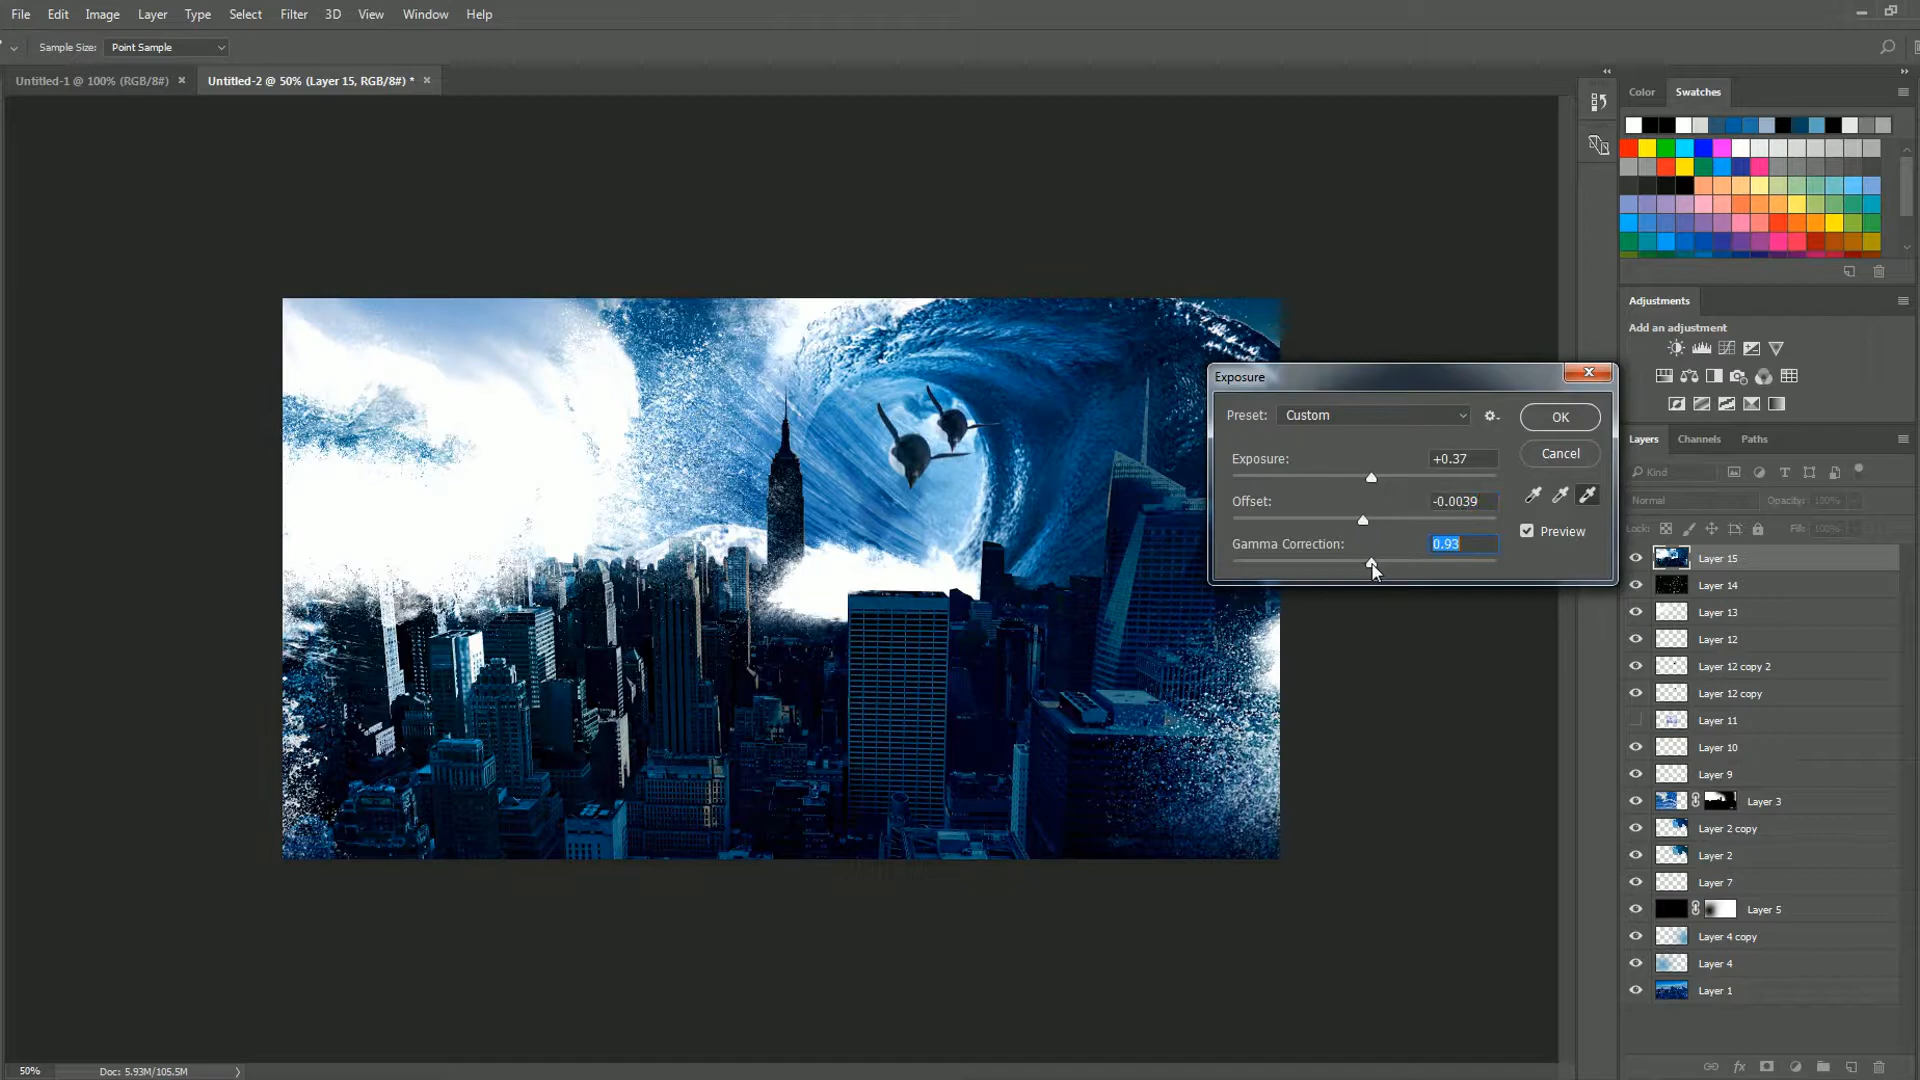 File Edit Image Layer Type Select Filter 3D View Window Help
Sample Size: Point Sample
Untitled-1 @ 100% (RGB/8#) × Untitled-2 @ 50% (Layer 15, RGB/8#) * ×
Color Swatches
Adjustments
Add an adjustment
Exposure
Preset: Custom
OK
Exposure: +0.37
Cancel
Offset: -0.0039
Preview
Gamma Correction: 0.93
Layers Channels Paths
Kind
Normal Opacity: 100%
Lock: Fill: 100%
Layer 15
Layer 14
Layer 13
Layer 12
Layer 12 copy 2
Layer 12 copy
Layer 11
Layer 10
Layer 9
Layer 3
Layer 2 copy
Layer 2
Layer 7
Layer 5
Layer 4 copy
Layer 4
Layer 1
50% Doc: 5.93M/105.5M